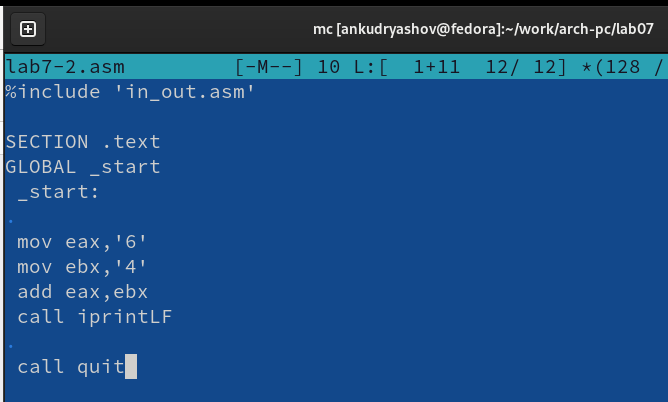 mc [ankudryashov@fedora]:~/work/arch-pc/lab07
lab7-2.asm [-M--] 10 L:[ 1+11 12/ 12] *(128 /
%include 'in_out.asm'
SECTION .text
GLOBAL _start
_start:
.
mov eax,'6'
mov ebx,'4'
add eax,ebx
call iprintLF
.
call quit